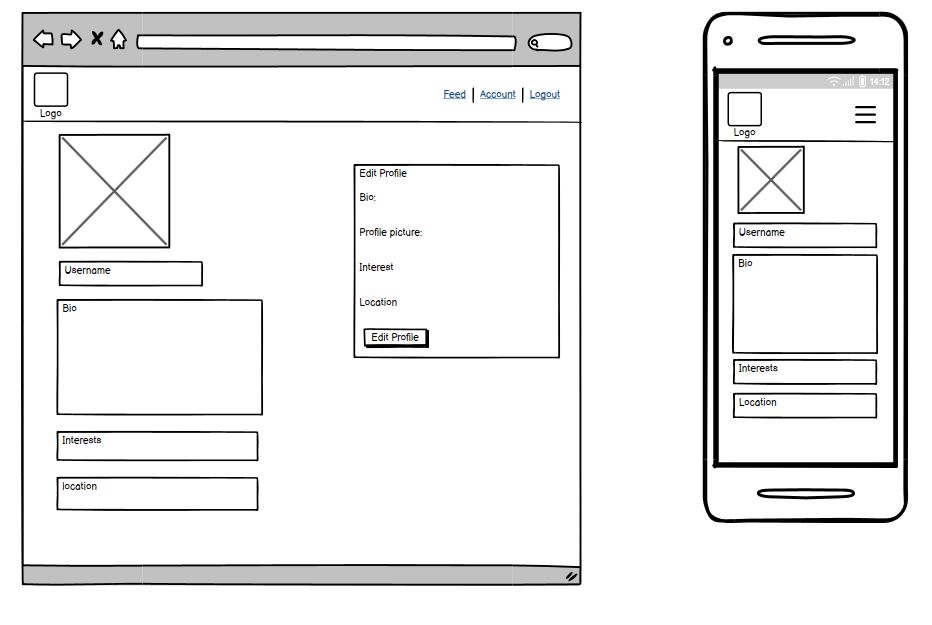 Logo
Feed | Account | Logout
Username
Bio
Interests
location
Edit Profile
Bio:
Profile picture:
Interest
Location
Edit Profile
14:12
Logo
Username
Bio
Interests
Location